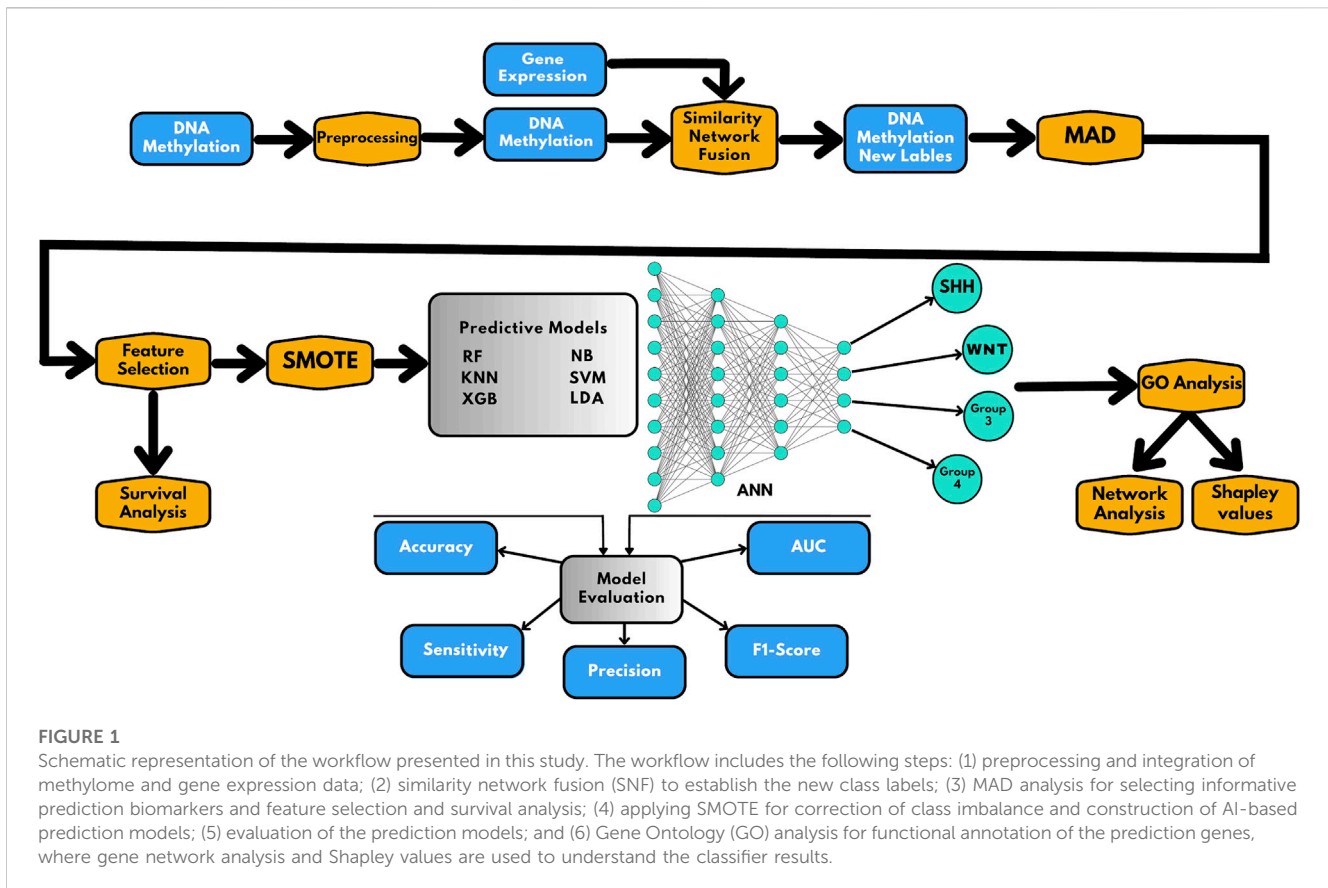 Gene
Expression
DNA
Methylation
Preprocessing
DNA
Methylation
Similarity
Network
Fusion
DNA
Methylation
New Lables
MAD
Feature
Selection
SMOTE
Predictive Models
RF NB
KNN SVM
XGB LDA
ANN
SHH
WNT
Group
3
Group
4
GO Analysis
Network
Analysis
Shapley
values
Survival
Analysis
Accuracy
AUC
Model
Evaluation
Sensitivity
Precision
F1-Score
FIGURE 1
Schematic representation of the workflow presented in this study. The workflow includes the following steps: (1) preprocessing and integration of
methylome and gene expression data; (2) similarity network fusion (SNF) to establish the new class labels; (3) MAD analysis for selecting informative
prediction biomarkers and feature selection and survival analysis; (4) applying SMOTE for correction of class imbalance and construction of AI-based
prediction models; (5) evaluation of the prediction models; and (6) Gene Ontology (GO) analysis for functional annotation of the prediction genes,
where gene network analysis and Shapley values are used to understand the classifier results.